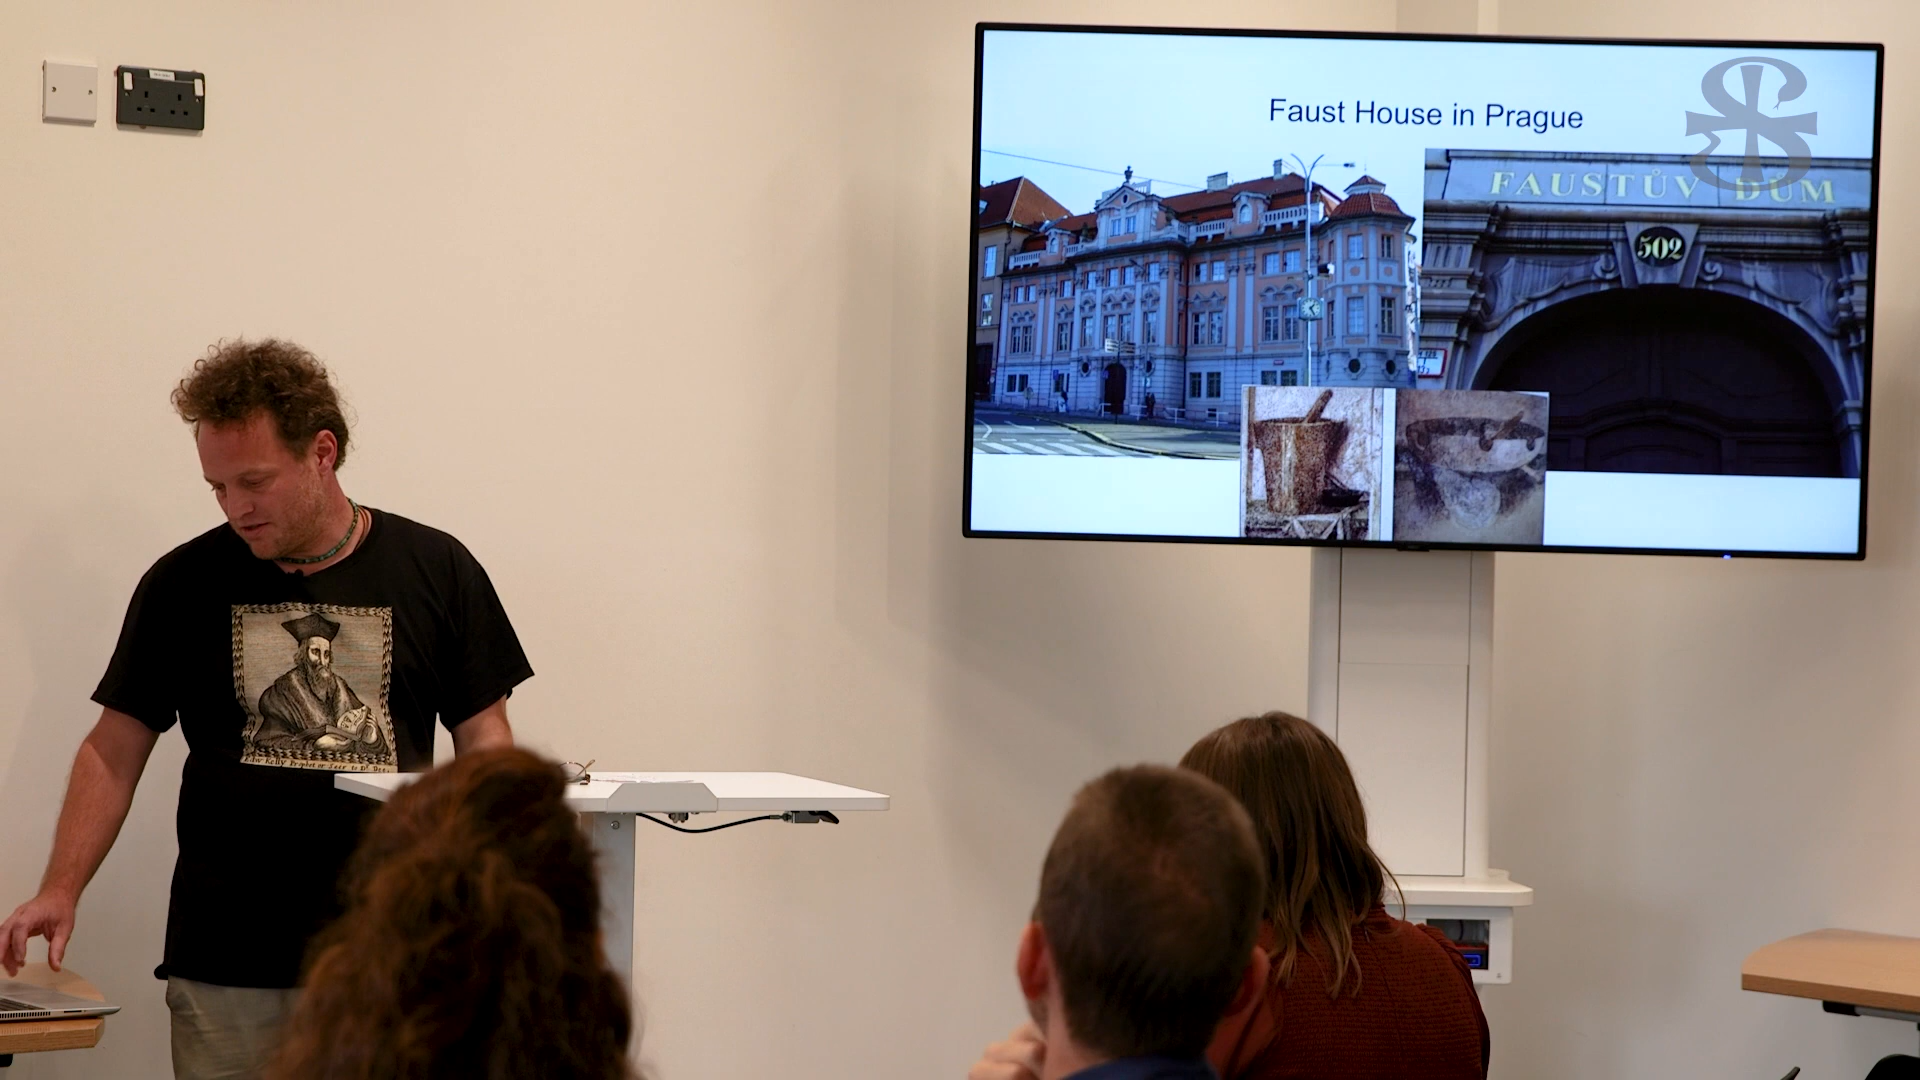 Faust House in Prague
FAUSTŮV DŮM
502
Edw Kelly Prophet or Seer to Dr Dee.